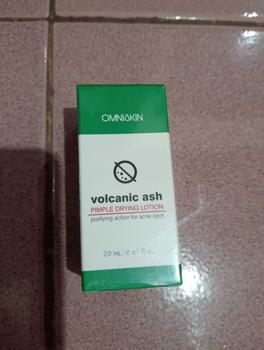 OMNISKIN
volcanic ash
PIMPLE DRYING LOTION
purifying action for acne spot
20 mL